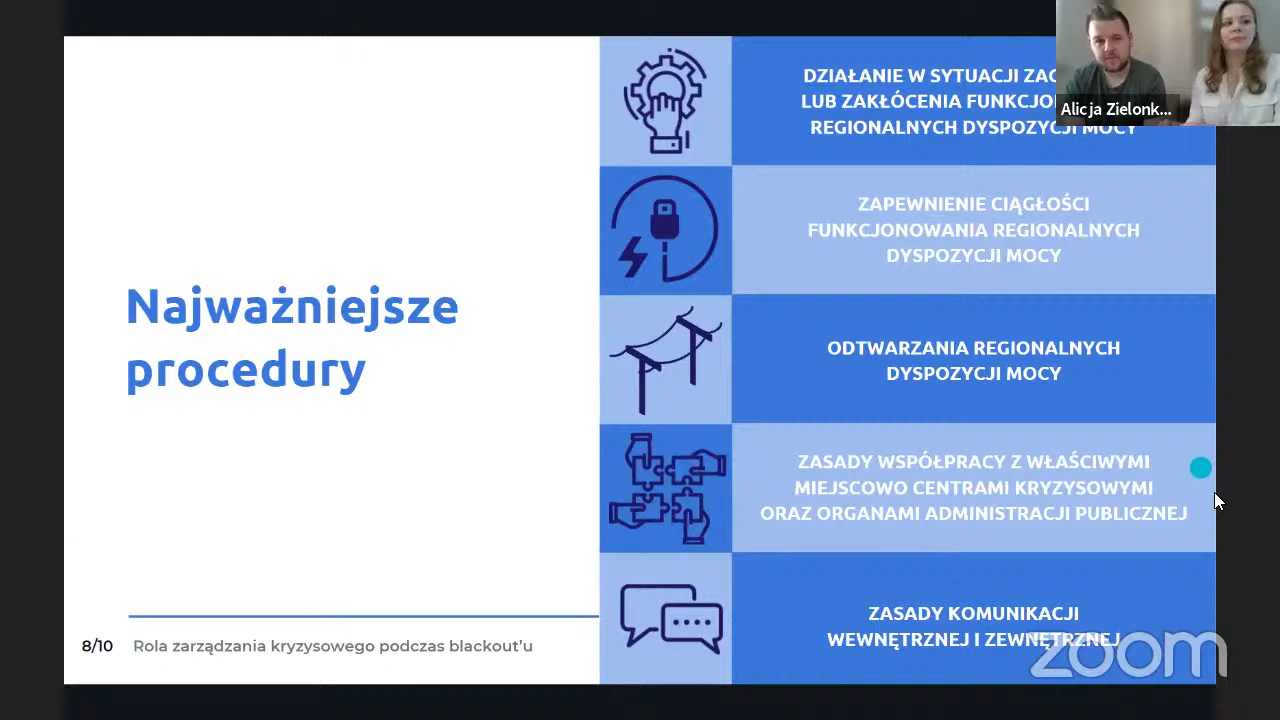 DZIAŁANIE W SYTUACJI
LUB ZAKŁÓCENIA
REGIONALNYCH DYSPOZYCJI MOCY
Alicja Zielonk...
ZAPEWNIENIE CIĄGŁOŚCI
FUNKCJONOWANIA REGIONALNYCH
DYSPOZYCJI MOCY
Najważniejsze
procedury
ODTWARZANIA REGIONALNYCH
DYSPOZYCJI MOCY
ZASADY WSPÓŁPRACY Z WŁAŚCIWYMI
MIEJSCOWO CENTRAMI KRYZYSOWYMI
ORAZ ORGANAMI ADMINISTRACJI PUBLICZNEJ
ZASADY KOMUNIKACJI
WEWNĘTRZNEJ I ZEWNĘTRZNEJ
8/10 Rola zarządzania kryzysowego podczas blackout'u
zoom